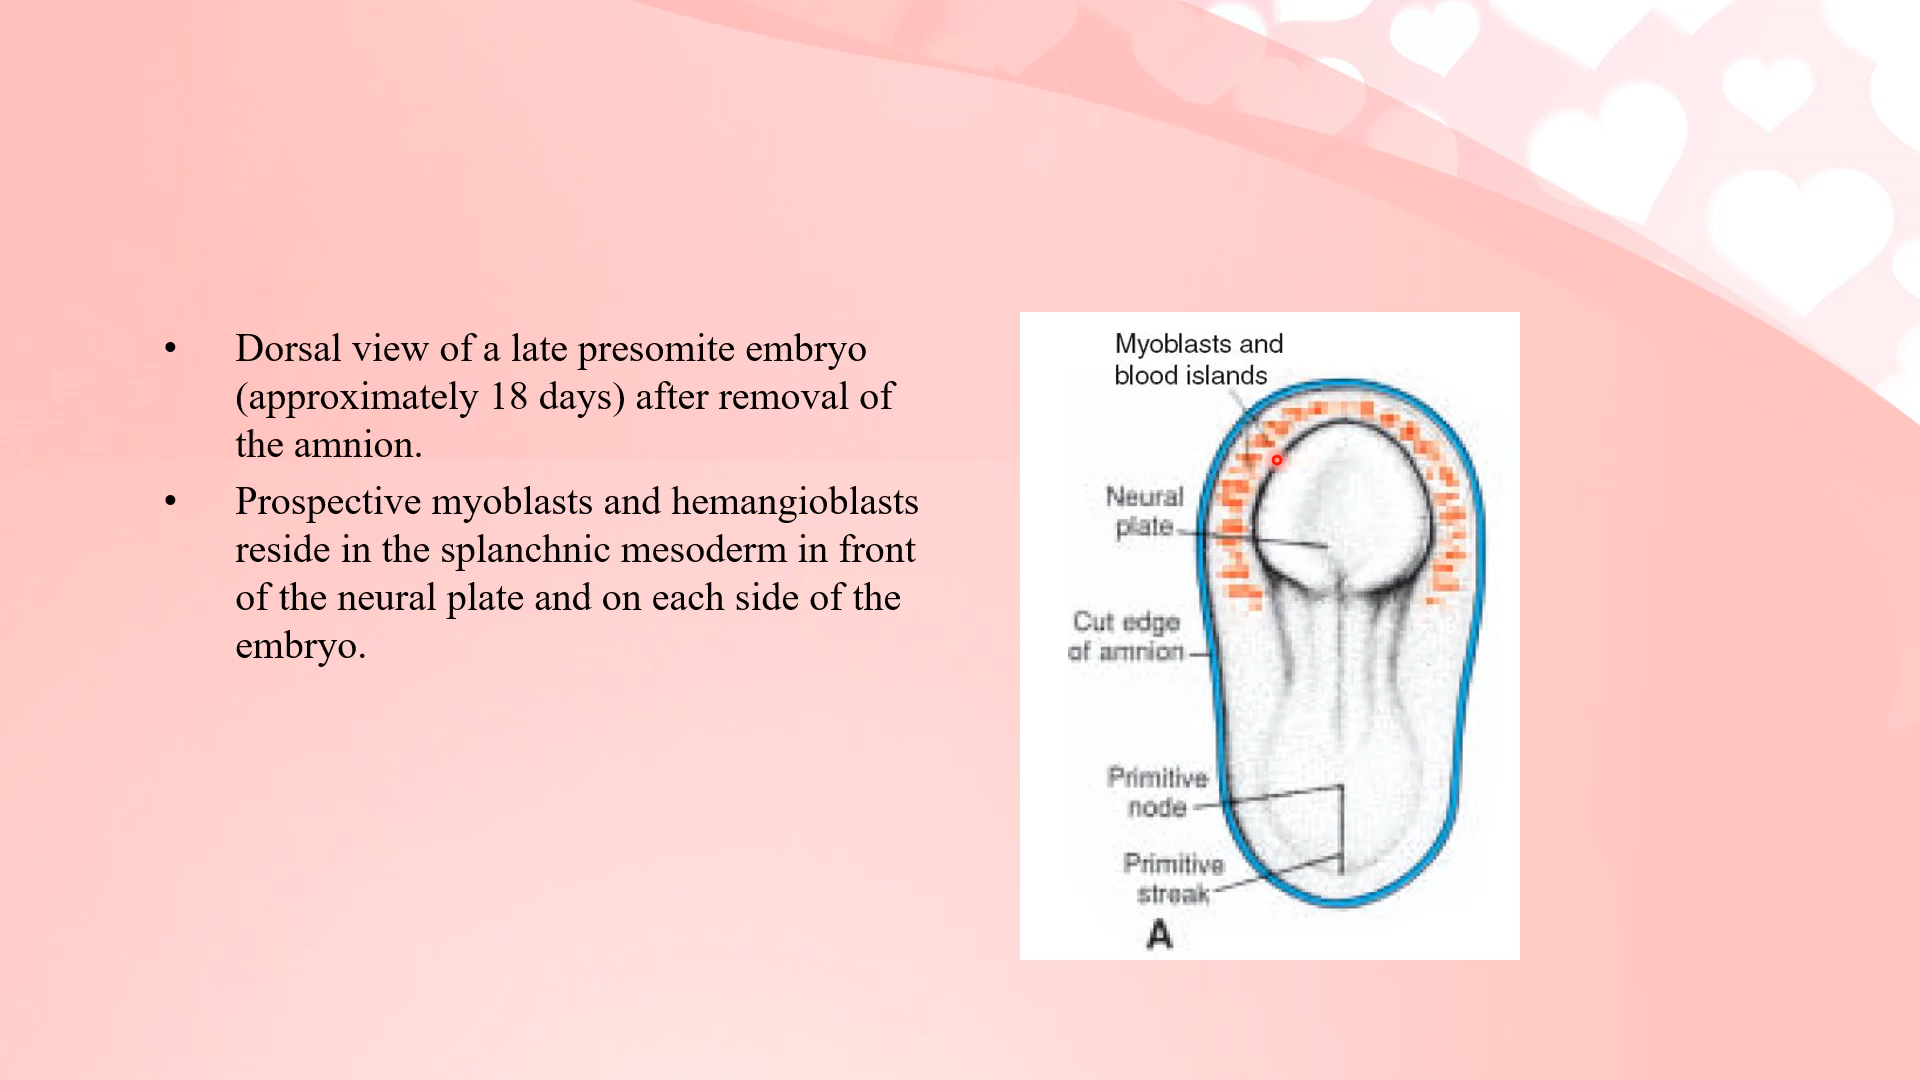 • Dorsal view of a late presomite embryo
(approximately 18 days) after removal of
the amnion.
• Prospective myoblasts and hemangioblasts
reside in the splanchnic mesoderm in front
of the neural plate and on each side of the
embryo.
Myoblasts and
blood islands
Neural
plate
Cut edge
of amnion
Primitive
node
Primitive
streak
A